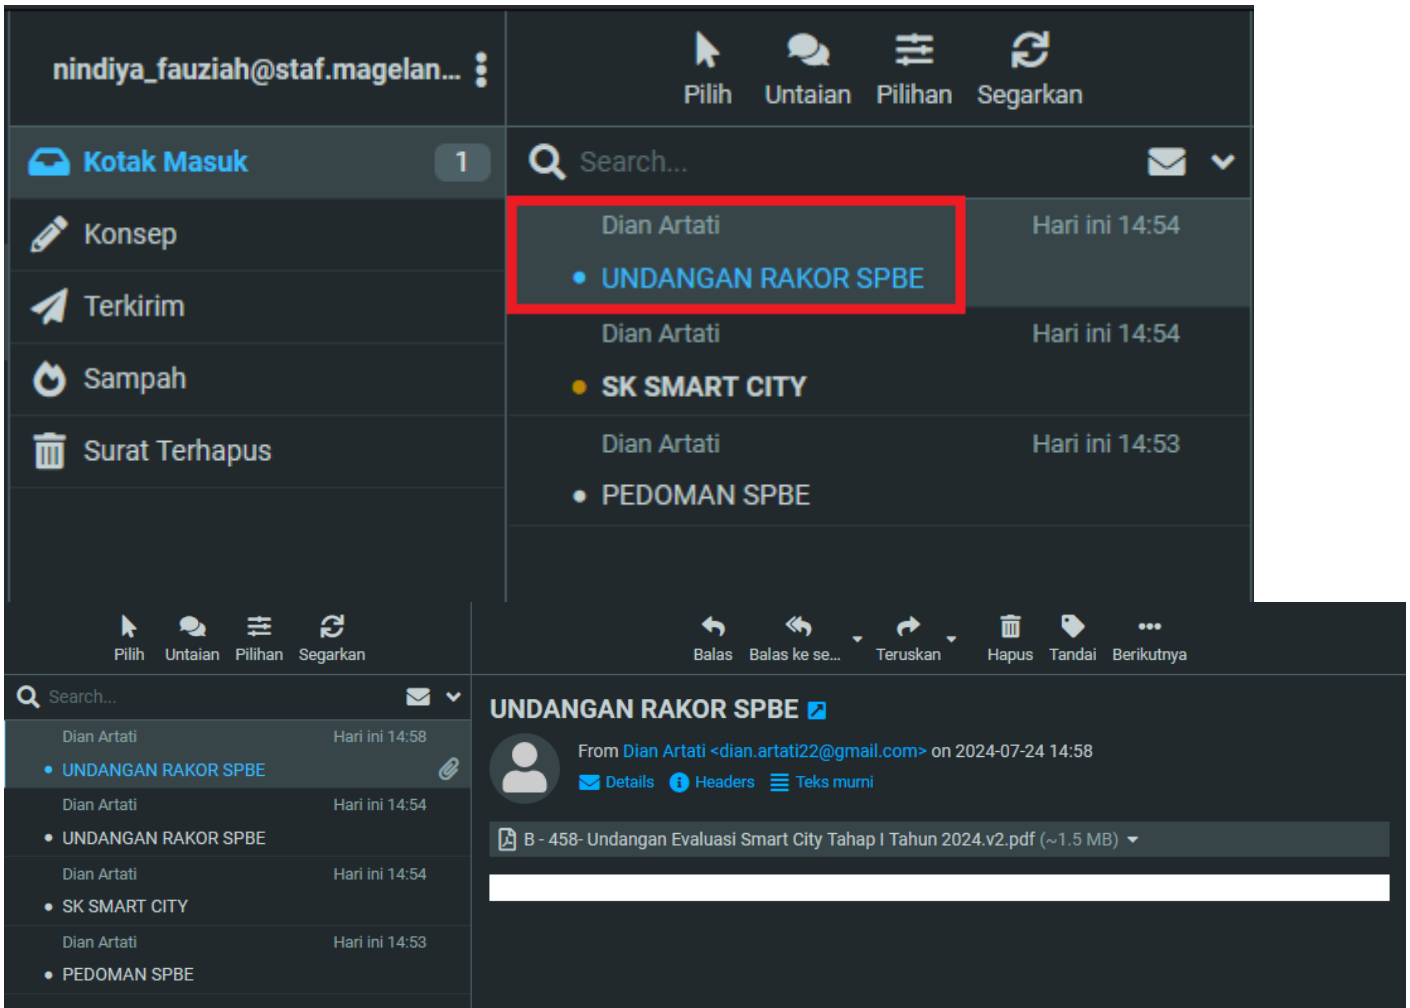 nindiya_fauziah@staf.magelan...
Pilih Untaian Pilihan Segarkan
Kotak Masuk 1
Konsep
Terkirim
Sampah
Surat Terhapus
Search...
Dian Artati Hari ini 14:54
UNDANGAN RAKOR SPBE
Dian Artati Hari ini 14:54
SK SMART CITY
Dian Artati Hari ini 14:53
PEDOMAN SPBE
Pilih Untaian Pilihan Segarkan
Search...
Dian Artati Hari ini 14:58
UNDANGAN RAKOR SPBE
Dian Artati Hari ini 14:54
UNDANGAN RAKOR SPBE
Dian Artati Hari ini 14:54
SK SMART CITY
Dian Artati Hari ini 14:53
PEDOMAN SPBE
Balas Balas ke se... Teruskan Hapus Tandai Berikutnya
UNDANGAN RAKOR SPBE
From Dian Artati <dian.artati22@gmail.com> on 2024-07-24 14:58
Details Headers Teks murni
B - 458- Undangan Evaluasi Smart City Tahap I Tahun 2024.v2.pdf (~1.5 MB)